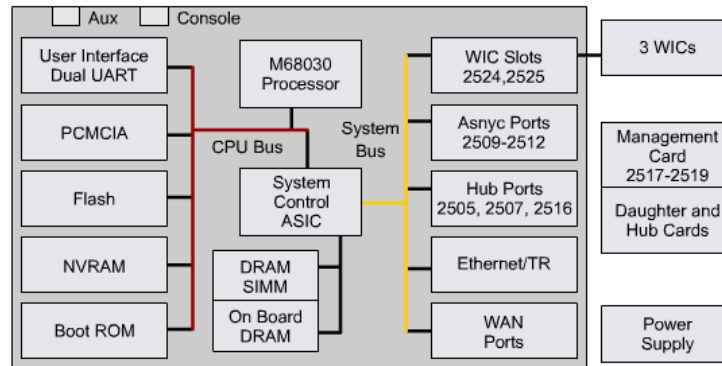 Aux
Console
User Interface
Dual UART
PCMCIA
Flash
NVRAM
Boot ROM
M68030
Processor
CPU Bus
System
Bus
System
Control
ASIC
DRAM
SIMM
On Board
DRAM
WIC Slots
2524,2525
Asnyc Ports
2509-2512
Hub Ports
2505, 2507, 2516
Ethernet/TR
WAN
Ports
3 WICs
Management
Card
2517-2519
Daughter and
Hub Cards
Power
Supply